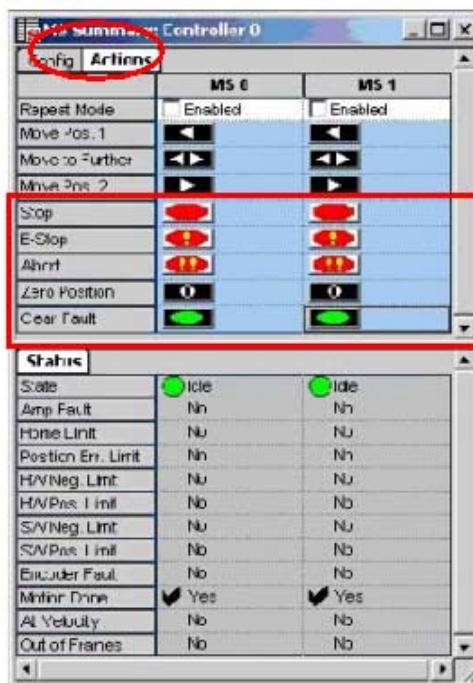 MS Summary Controller 0
Config Actions
MS 0 MS 1
Repeat Mode Enabled Enabled
Move Pos. 1
Move to Further
Move Pos. 2
Stop
E-Stop
Abort
Zero Position 0 0
Clear Fault
Status
State Idle Idle
Amp Fault No No
Home Limit No No
Position Err. Limit No No
H/W Neg. Limit No No
H/W Pos. Limit No No
S/W Neg. Limit No No
S/W Pos. Limit No No
Encoder Fault No No
Motion Done Yes Yes
At Velocity No No
Out of Frames No No